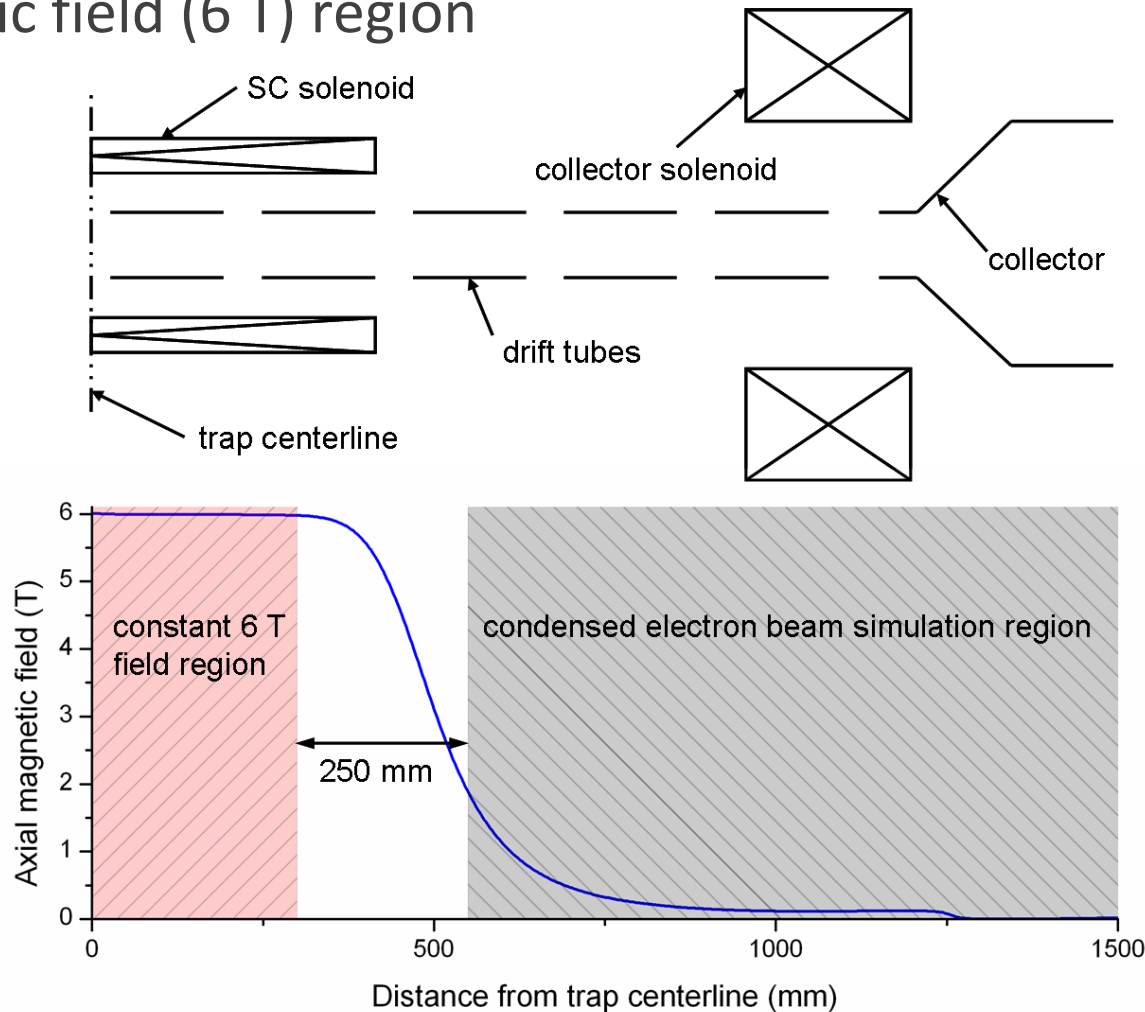 ic field (6 T) region
SC solenoid
collector solenoid
collector
drift tubes
trap centerline
6
5
4
3
2
1
0
Axial magnetic field (T)
constant 6 T
field region
condensed electron beam simulation region
250 mm
0
500
1000
1500
Distance from trap centerline (mm)